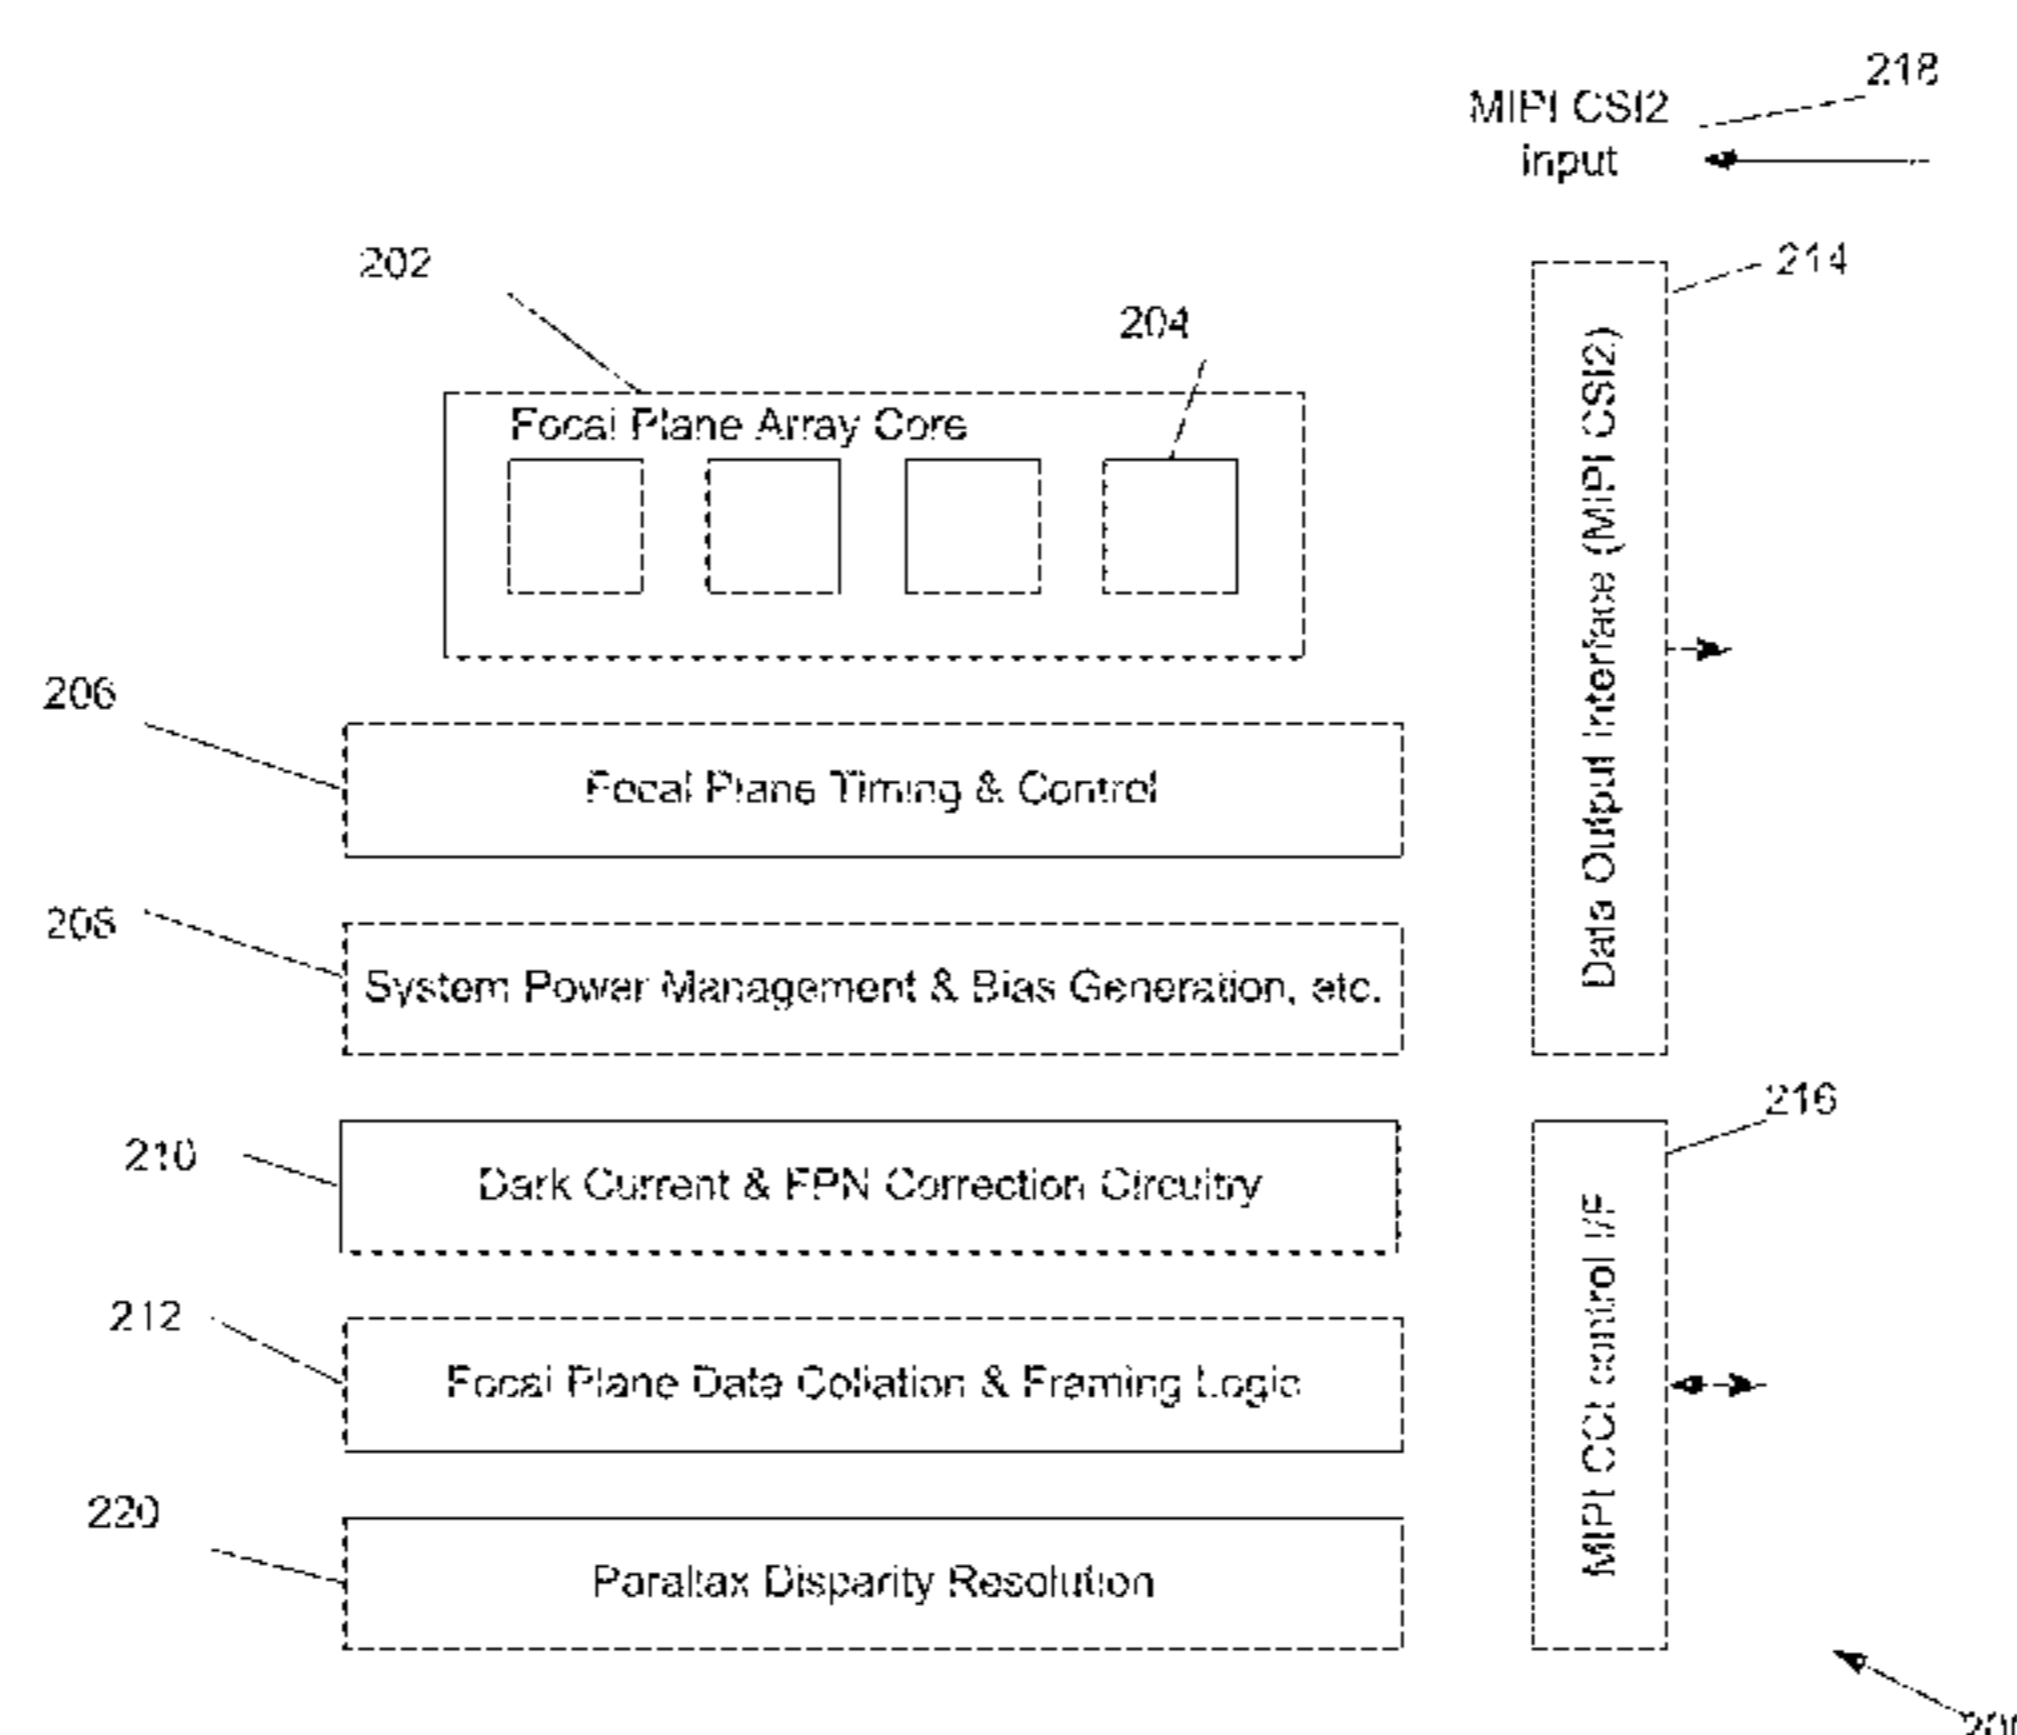 218
MIPI CSI2
input
202
214
204
Focal Plane Array Core
Data Output Interface (MIPI CSI2)
206
Focal Plane Timing & Control
208
System Power Management & Bias Generation, etc.
216
210
Dark Current & FPN Correction Circuitry
MIPI CCI control I/F
212
Focal Plane Data Collation & Framing Logic
220
Parallax Disparity Resolution
200